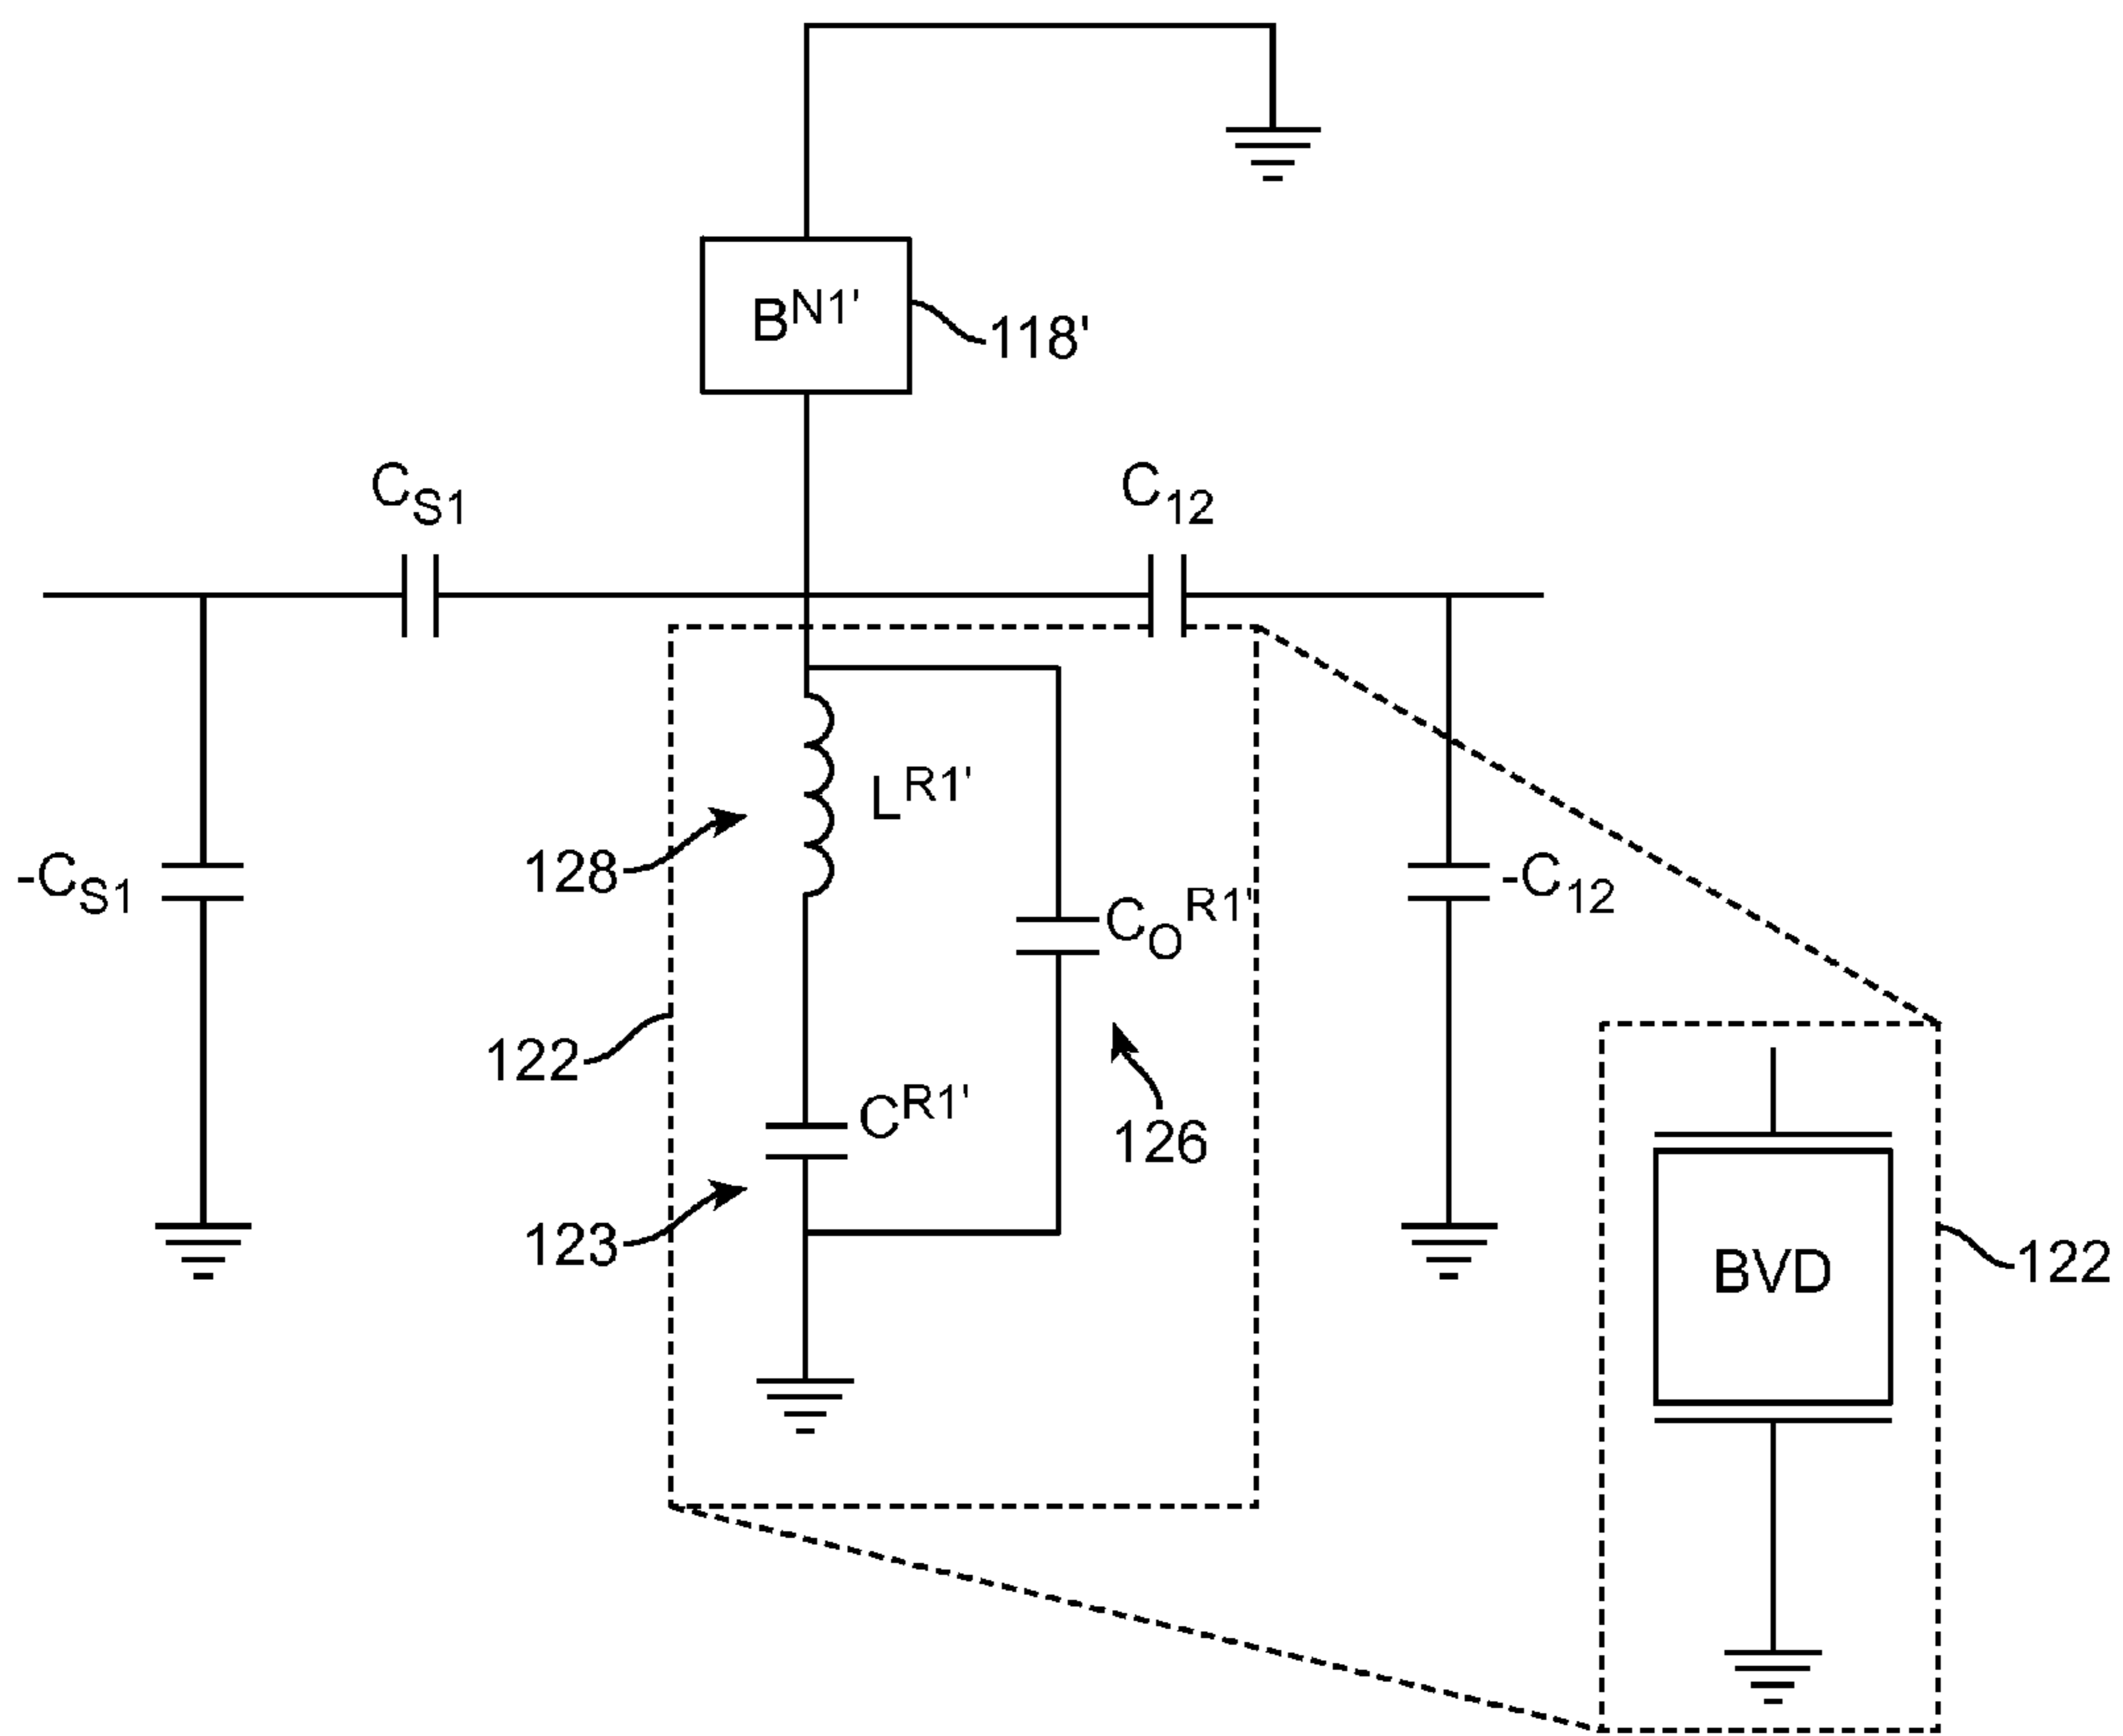 B^N1'
118'
C_S1
C_12
L^R1'
128
-C_S1
C_O^R1'
-C_12
122
C^R1'
126
123
BVD
122